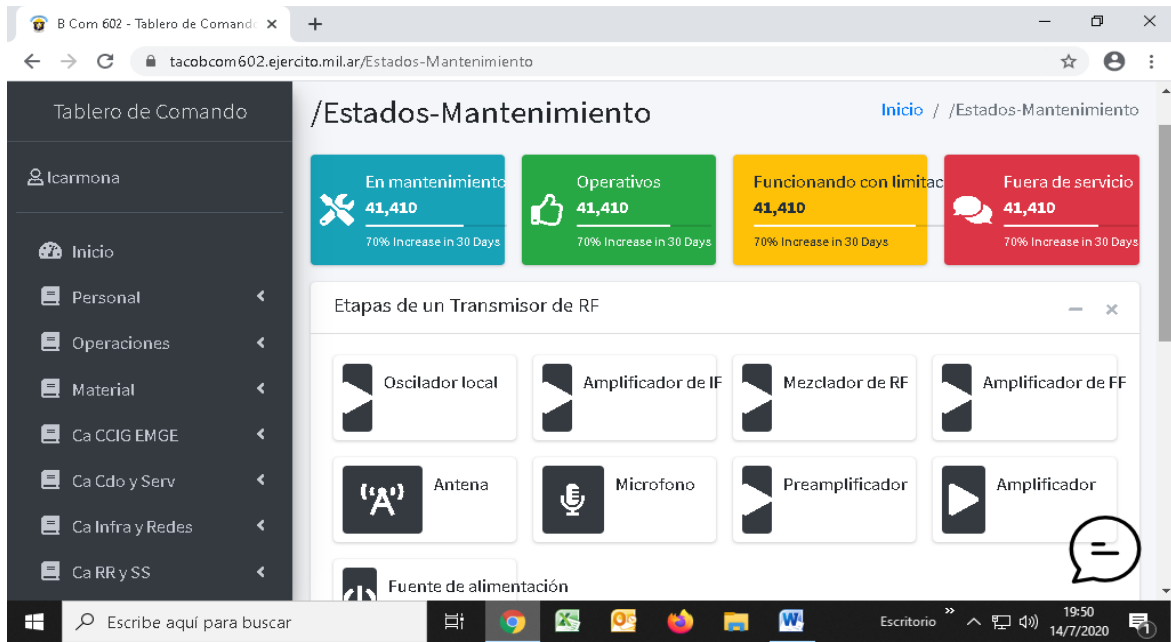 B Com 602 - Tablero de Comando
tacobcom602.ejercito.mil.ar/Estados-Mantenimiento
Tablero de Comando
lcarmona
Inicio
Personal
Operaciones
Material
Ca CCIG EMGE
Ca Cdo y Serv
Ca Infra y Redes
Ca RR y SS
/Estados-Mantenimiento
Inicio / /Estados-Mantenimiento
En mantenimiento
41,410
70% Increase in 30 Days
Operativos
41,410
70% Increase in 30 Days
Funcionando con limitac
41,410
70% Increase in 30 Days
Fuera de servicio
41,410
70% Increase in 30 Days
Etapas de un Transmisor de RF
Oscilador local
Amplificador de IF
Mezclador de RF
Amplificador de FF
Antena
Microfono
Preamplificador
Amplificador
Fuente de alimentación
Escribe aquí para buscar
Escritorio
19:50
14/7/2020
1